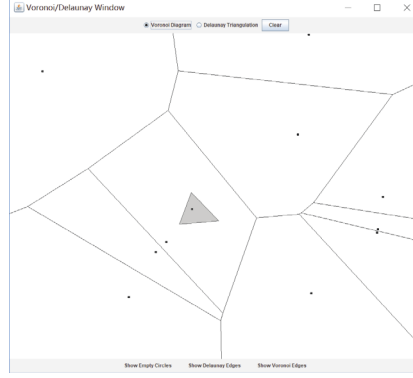 Voronoi/Delaunay Window
Voronoi Diagram Delaunay Triangulation Clear
Show Empty Circles Show Delaunay Edges Show Voronoi Edges